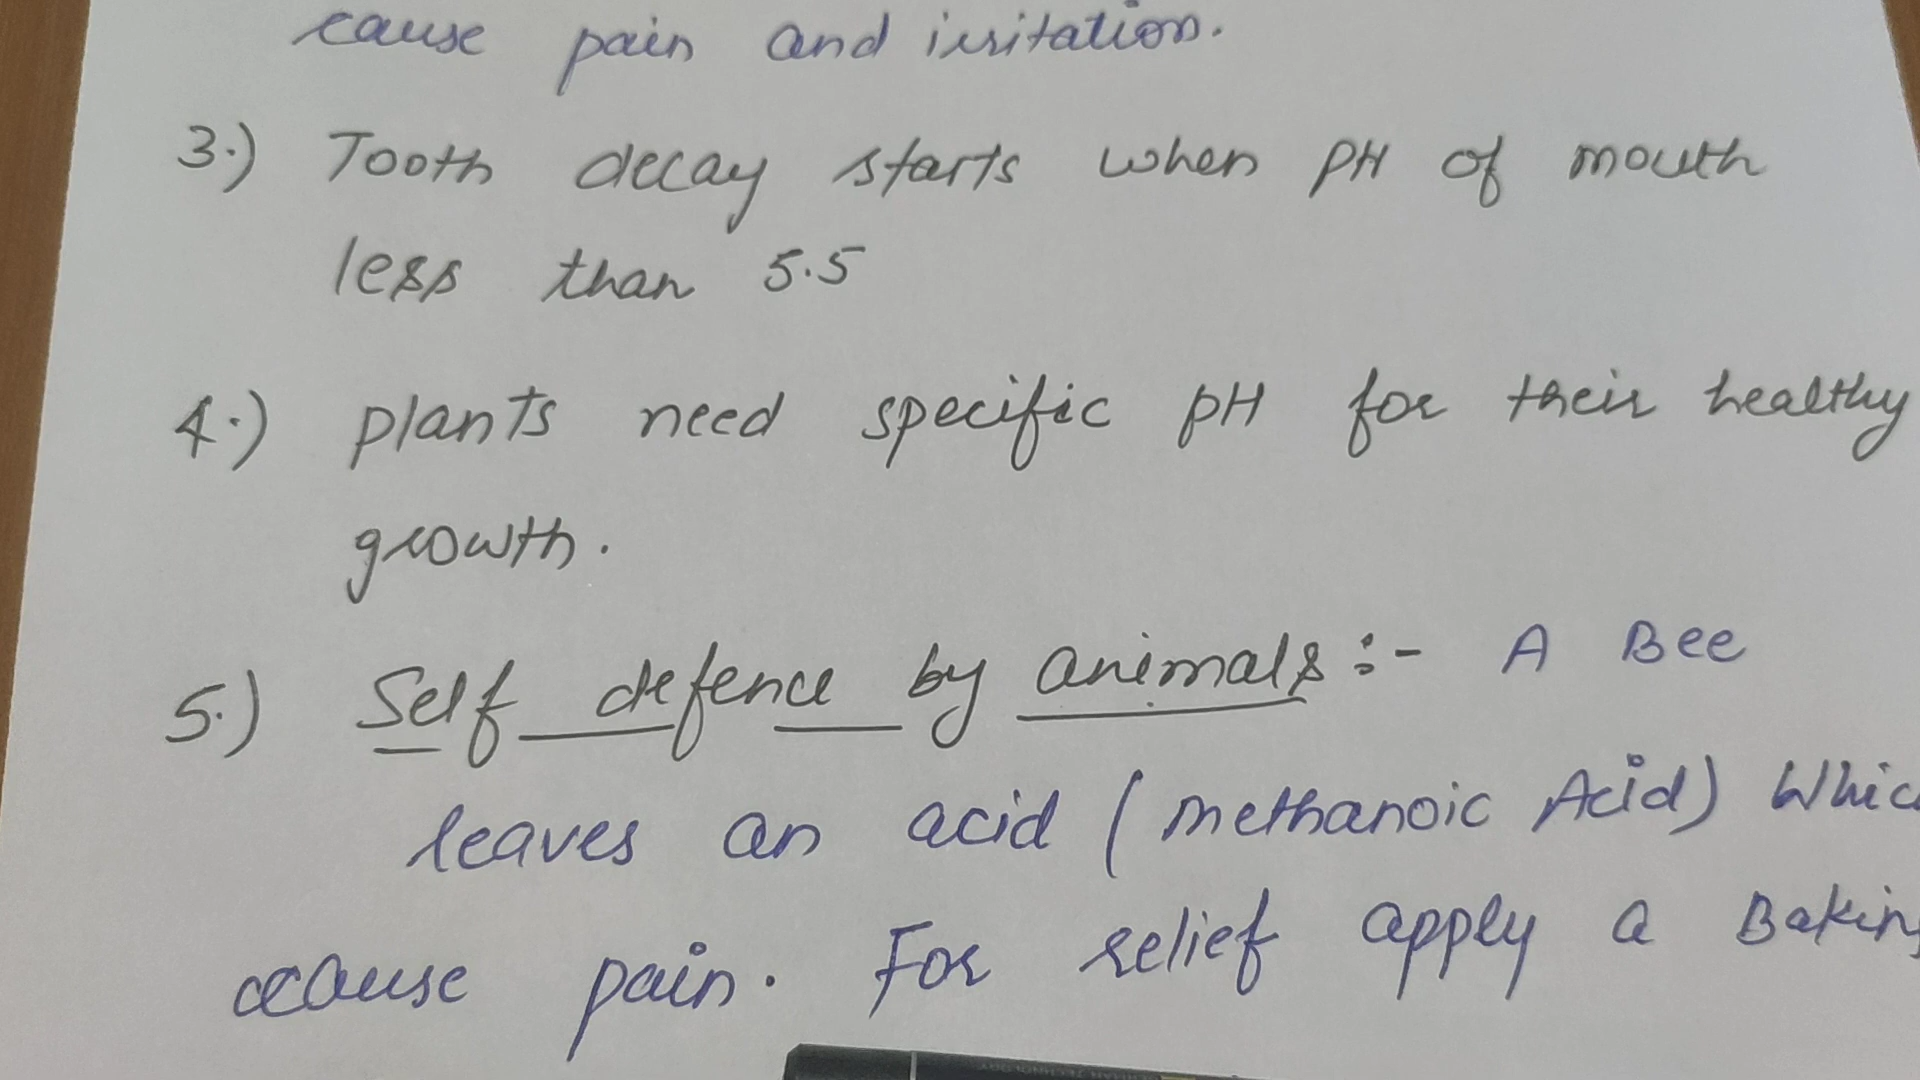 cause pain and irritation.
3.) Tooth decay starts when pH of mouth
less than 5.5
4.) plants need specific pH for their healthy
growth.
5.) Self defence by animals :- A Bee
leaves an acid (methanoic Acid) Whic
cause pain. For relief apply a Bakin